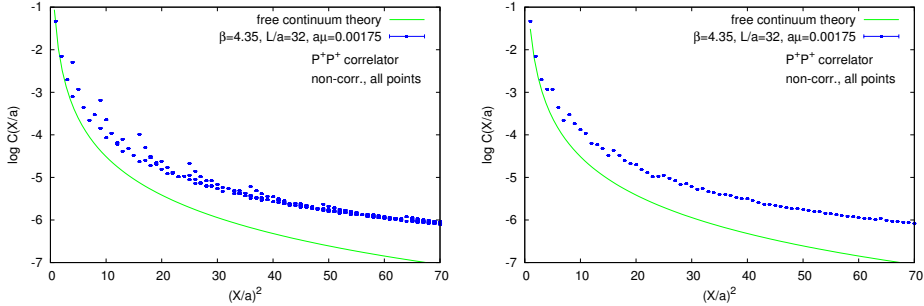 -1
-2
-3
-4
-5
-6
-7
0
10
20
30
40
50
60
70
log C(X/a)
(X/a)²
free continuum theory
β=4.35, L/a=32, aμ=0.00175
P⁺P⁺ correlator
non-corr., all points
-1
-2
-3
-4
-5
-6
-7
0
10
20
30
40
50
60
70
log C(X/a)
(X/a)²
free continuum theory
β=4.35, L/a=32, aμ=0.00175
P⁺P⁺ correlator
non-corr., all points